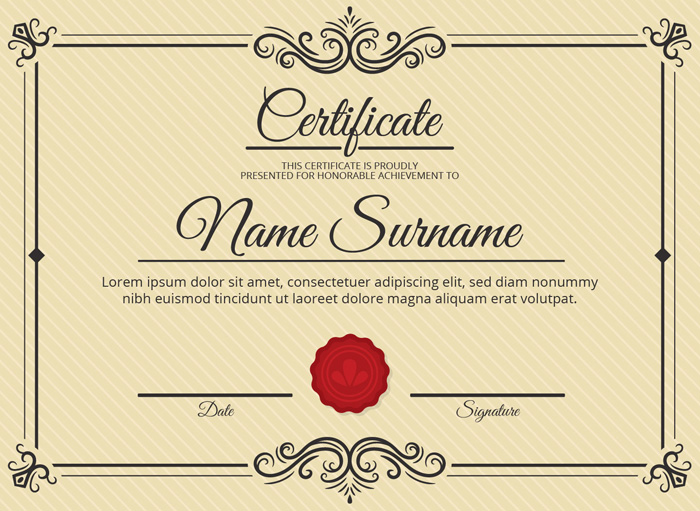 Certificate
THIS CERTIFICATE IS PROUDLY
PRESENTED FOR HONORABLE ACHIEVEMENT TO
Name Surname
Lorem ipsum dolor sit amet, consectetuer adipiscing elit, sed diam nonummy
nibh euismod tincidunt ut laoreet dolore magna aliquam erat volutpat.
Date
Signature